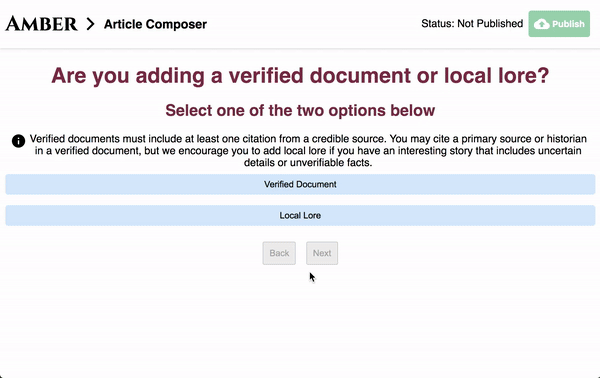 AMBER > Article Composer
Status: Not Published
Publish
Are you adding a verified document or local lore?
Select one of the two options below
Verified documents must include at least one citation from a credible source. You may cite a primary source or historian
in a verified document, but we encourage you to add local lore if you have an interesting story that includes uncertain
details or unverifiable facts.
Verified Document
Local Lore
Back
Next